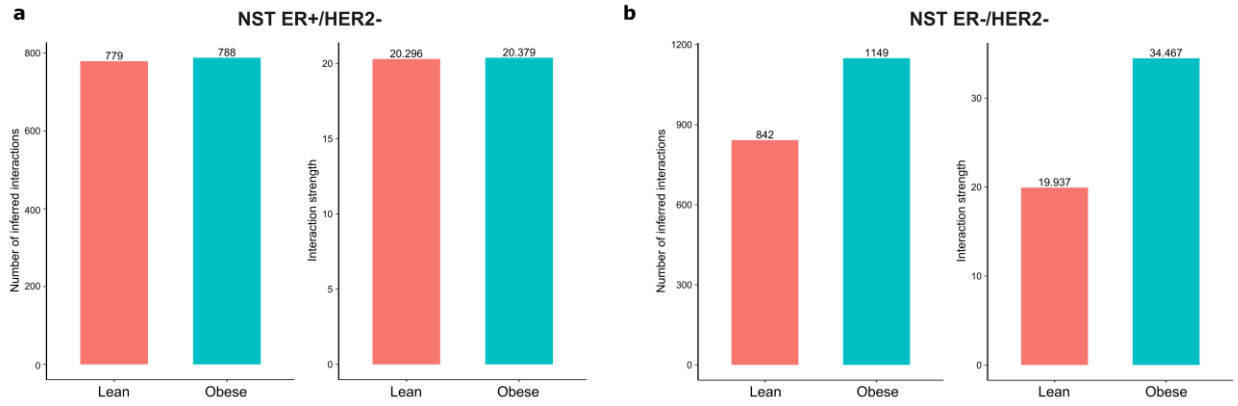 a
NST ER+/HER2-
Number of inferred interactions
800
600
400
200
0
779
788
Lean
Obese
Interaction strength
20
15
10
5
0
20.296
20.379
Lean
Obese
b
NST ER-/HER2-
Number of inferred interactions
1200
900
600
300
0
842
1149
Lean
Obese
Interaction strength
30
20
10
0
19.937
34.467
Lean
Obese